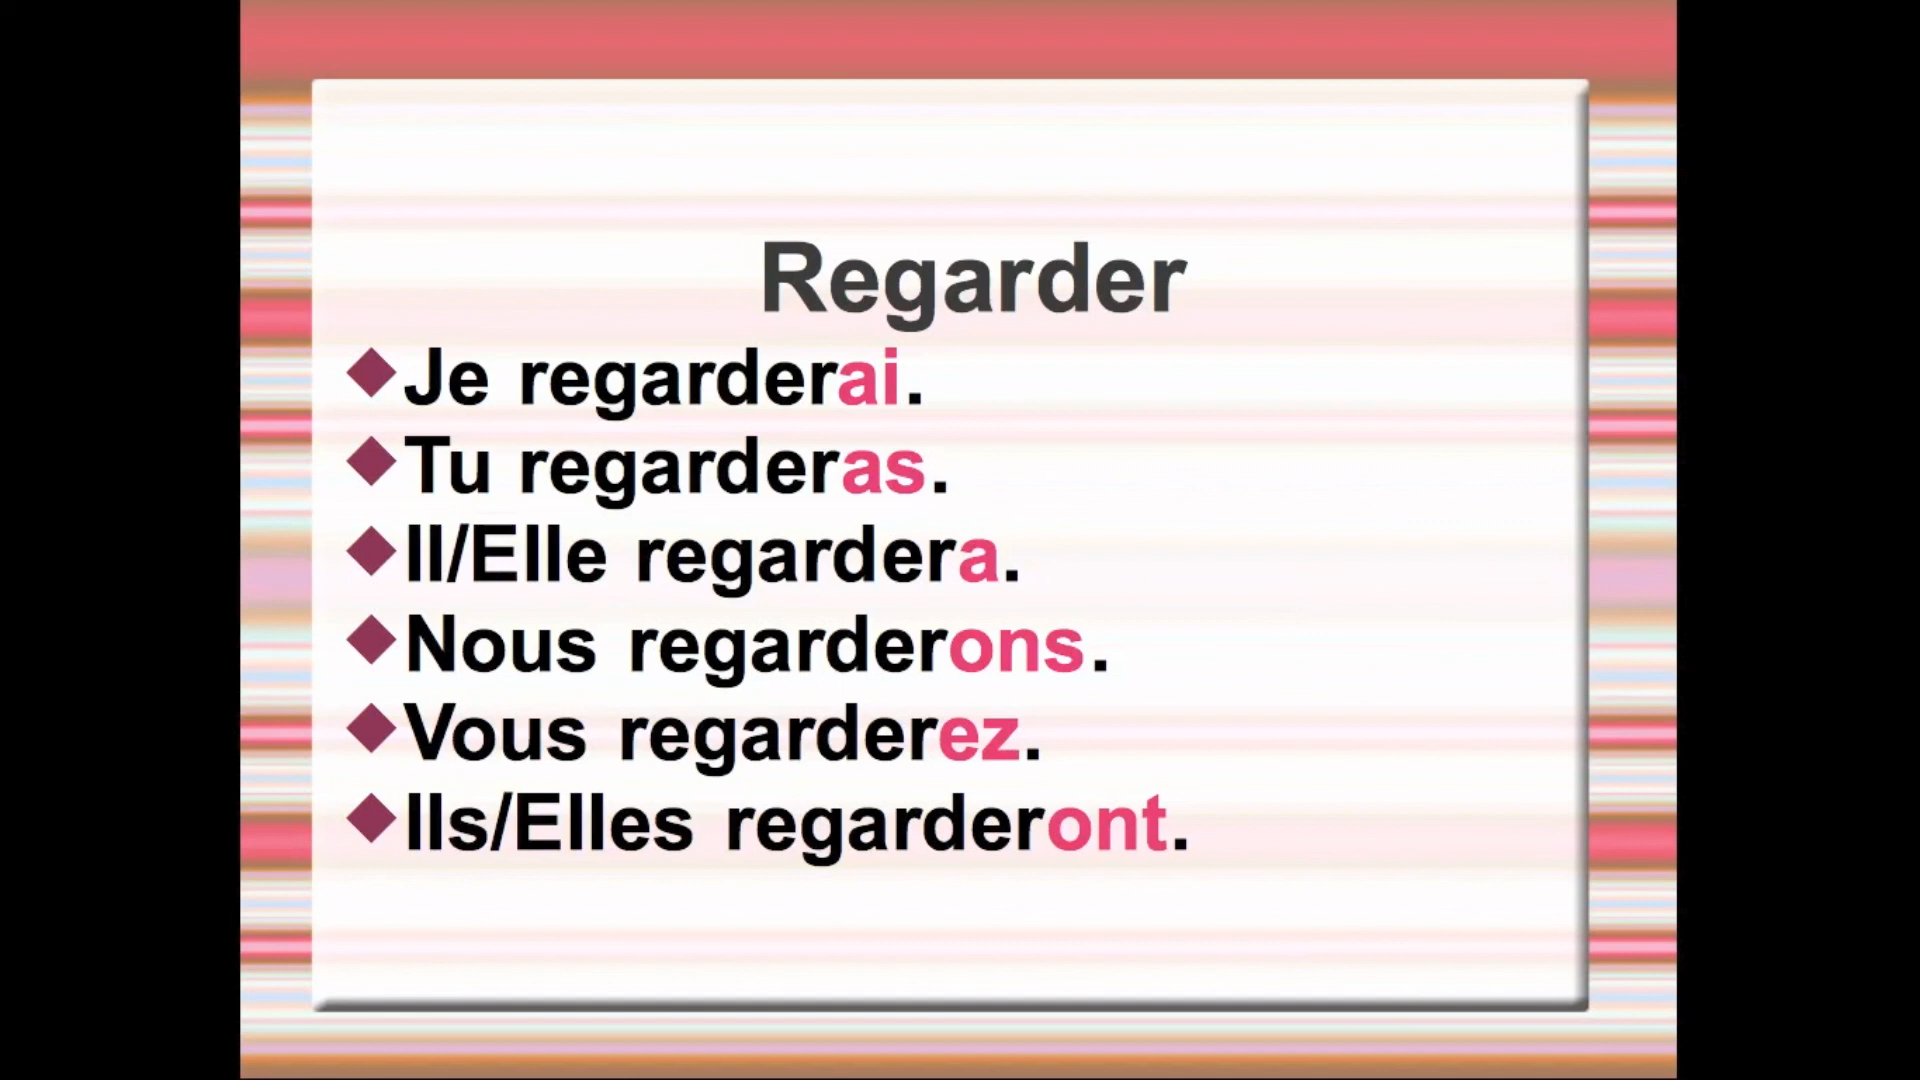 Regarder
Je regarderai.
Tu regarderas.
Il/Elle regardera.
Nous regarderons.
Vous regarderez.
Ils/Elles regarderont.